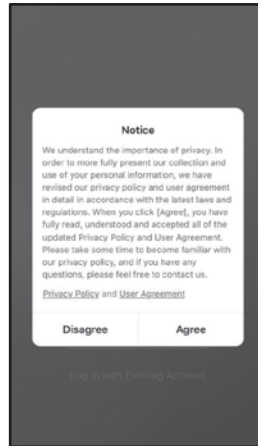 Notice
We understand the importance of privacy. In
order to more fully present our collection and
use of your personal information, we have
revised our privacy policy and user agreement
in detail in accordance with the latest laws and
regulations. When you click [Agree], you have
fully read, understood and accepted all of the
updated Privacy Policy and User Agreement.
Please take some time to become familiar with
our privacy policy, and if you have any
questions, please feel free to contact us.
Privacy Policy and User Agreement
Disagree Agree
Log in with Existing Account